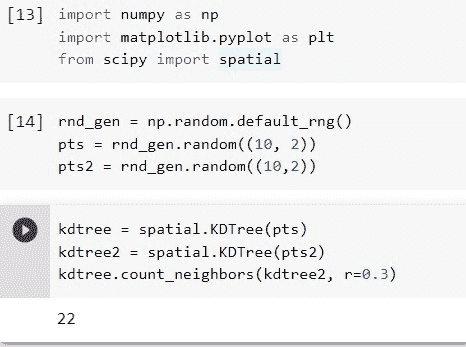 [13] import numpy as np
import matplotlib.pyplot as plt
from scipy import spatial
[14] rnd_gen = np.random.default_rng()
pts = rnd_gen.random((10, 2))
pts2 = rnd_gen.random((10,2))
kdtree = spatial.KDTree(pts)
kdtree2 = spatial.KDTree(pts2)
kdtree.count_neighbors(kdtree2, r=0.3)
22